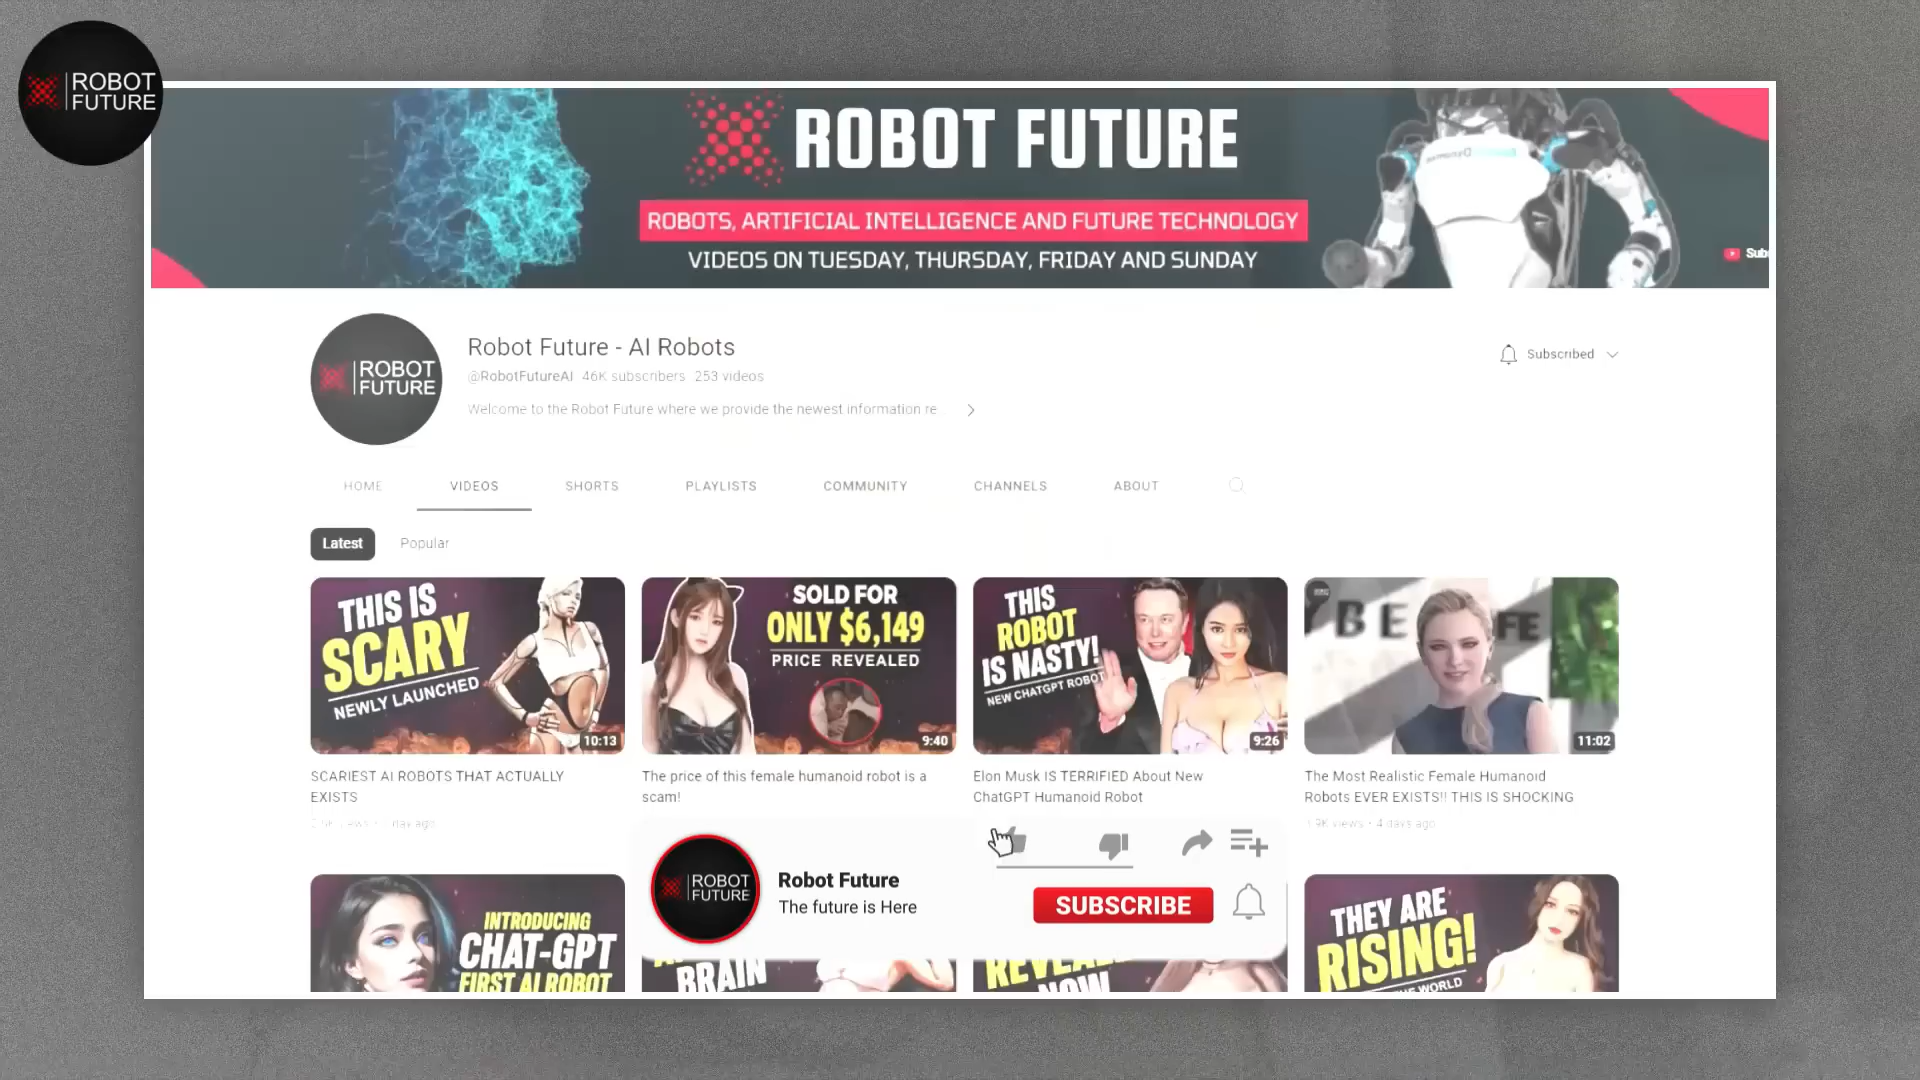 ROBOT
FUTURE
ROBOT FUTURE
ROBOTS, ARTIFICIAL INTELLIGENCE AND FUTURE TECHNOLOGY
VIDEOS ON TUESDAY, THURSDAY, FRIDAY AND SUNDAY
ROBOT
FUTURE
Robot Future - AI Robots
@RobotFutureAI 46K subscribers 253 videos
Welcome to the Robot Future where we provide the newest information re
Subscribed
HOME VIDEOS SHORTS PLAYLISTS COMMUNITY CHANNELS ABOUT
Latest Popular
THIS IS
SCARY
NEWLY LAUNCHED
10:13
SOLD FOR
ONLY $6,149
PRICE REVEALED
9:40
THIS
ROBOT
IS NASTY!
NEW CHATGPT ROBOT
9:26
BE FE
11:02
SCARIEST AI ROBOTS THAT ACTUALLY
EXISTS
The price of this female humanoid robot is a
scam!
Elon Musk IS TERRIFIED About New
ChatGPT Humanoid Robot
The Most Realistic Female Humanoid
Robots EVER EXISTS!! THIS IS SHOCKING
views • 4 days ago
ROBOT
FUTURE
Robot Future
The future is Here
SUBSCRIBE
INTRODUCING
CHAT-GPT
FIRST AI ROBOT
BRAIN
NOW
THEY ARE
RISING!
WORLD